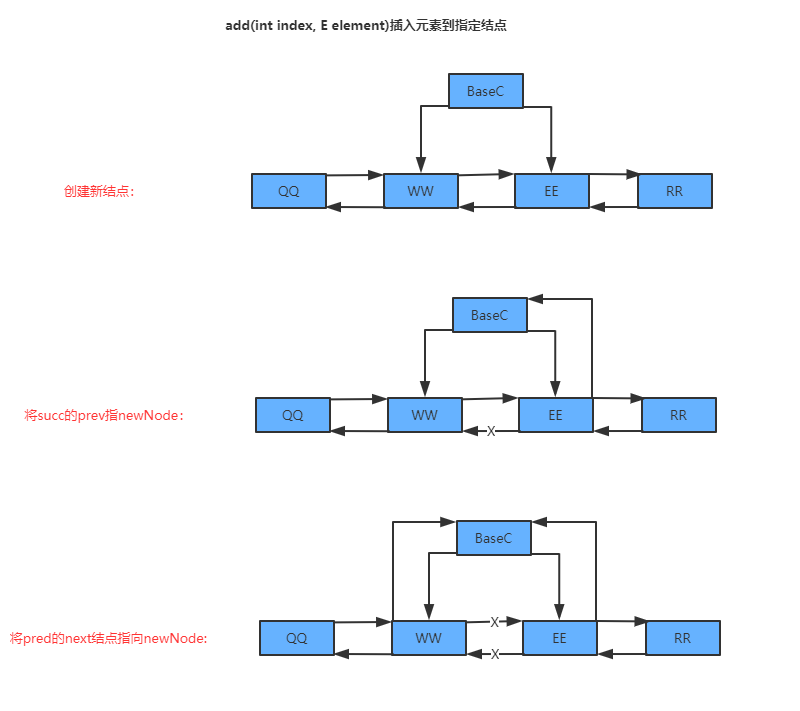 add(int index, E element)插入元素到指定结点
BaseC
创建新结点：
QQ
WW
EE
RR
BaseC
将succ的prev指newNode：
QQ
WW
EE
RR
X
BaseC
X
将pred的next结点指向newNode:
QQ
WW
EE
RR
X